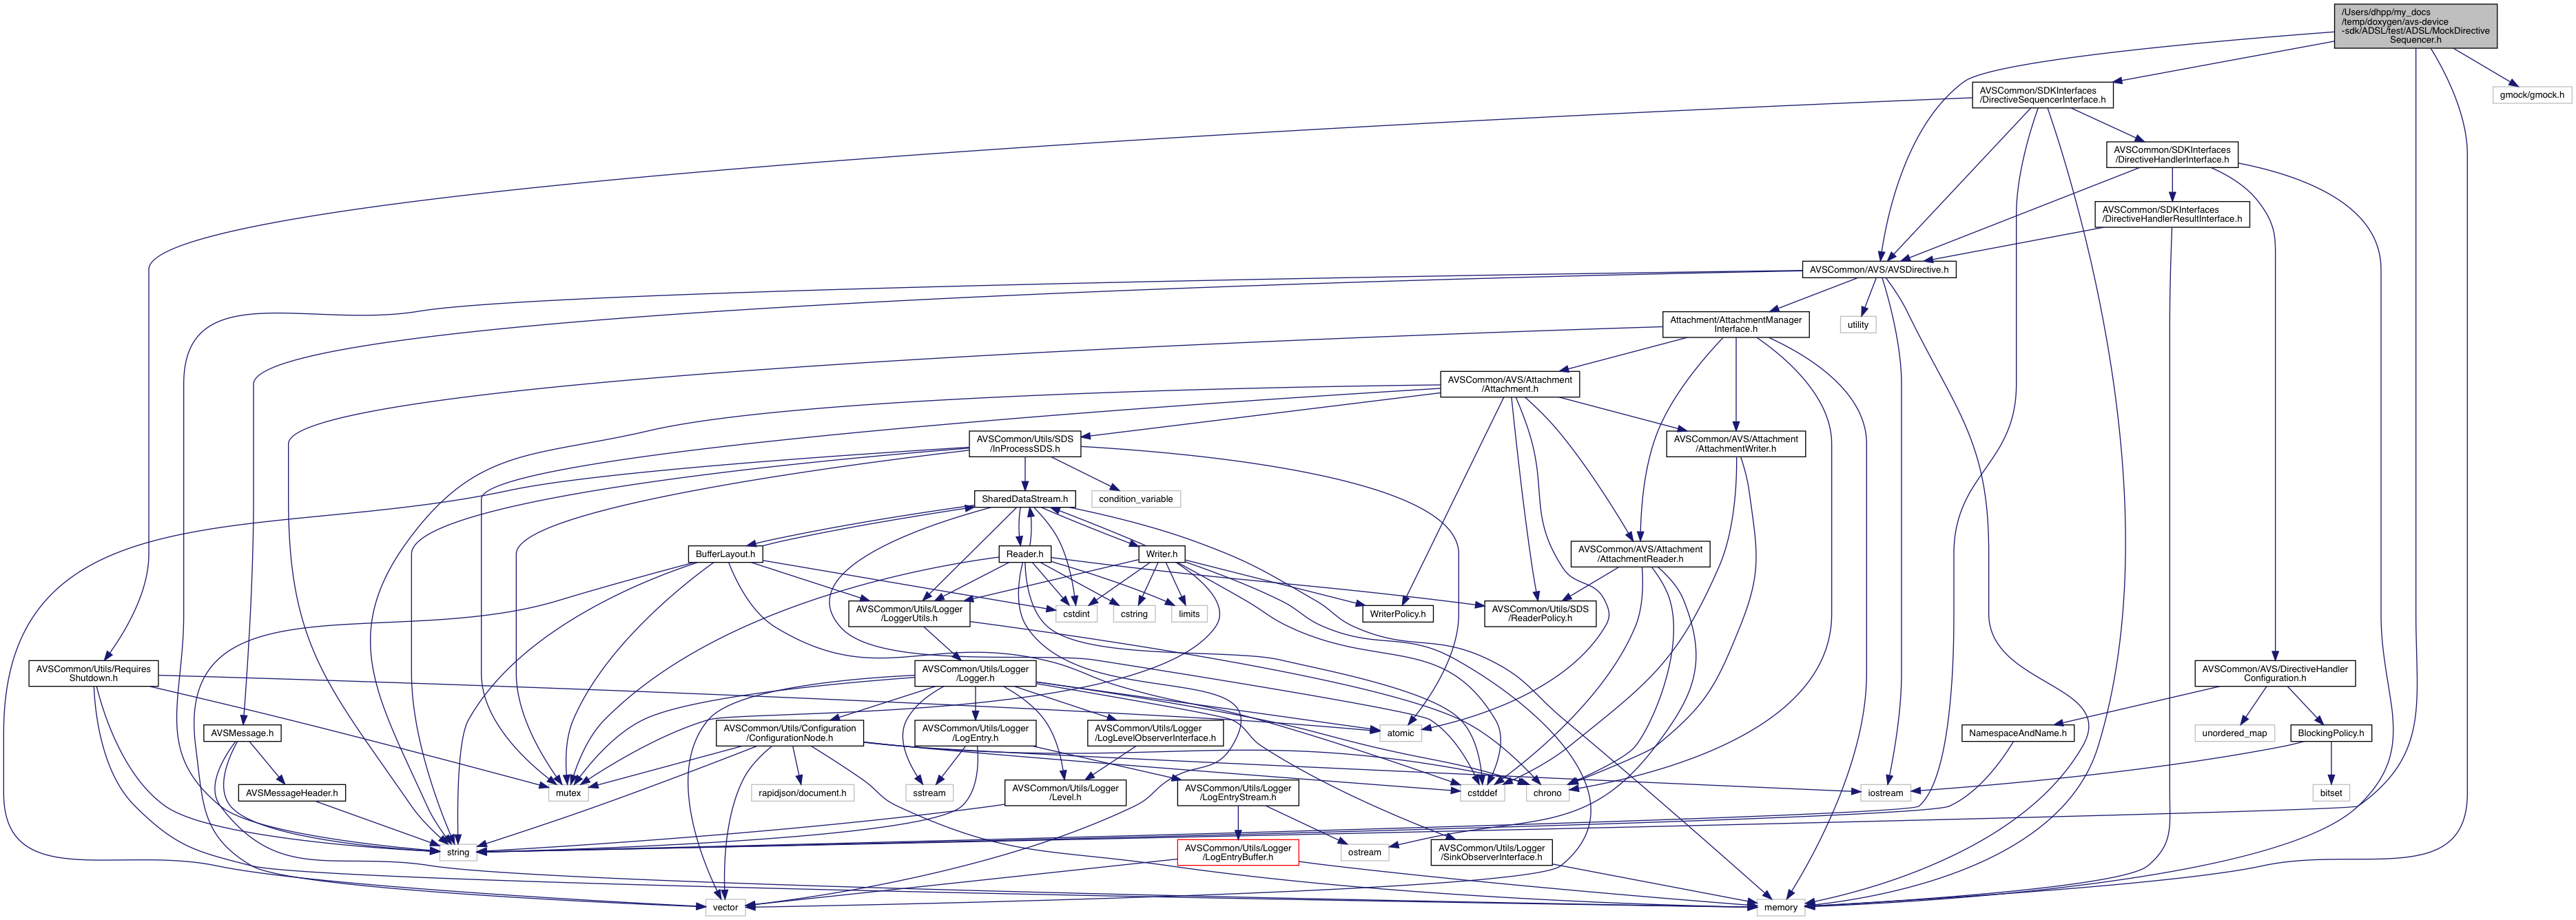 /Users/dhpp/my_docs
/temp/doxygen/avs-device
-sdk/ADSL/test/ADSL/MockDirective
Sequencer.h
AVSCommon/SDKInterfaces
/DirectiveSequencerInterface.h
gmock/gmock.h
AVSCommon/SDKInterfaces
/DirectiveHandlerInterface.h
AVSCommon/SDKInterfaces
/DirectiveHandlerResultInterface.h
AVSCommon/AVS/AVSDirective.h
Attachment/AttachmentManager
Interface.h
utility
AVSCommon/AVS/Attachment
/Attachment.h
AVSCommon/Utils/SDS
/InProcessSDS.h
AVSCommon/AVS/Attachment
/AttachmentWriter.h
SharedDataStream.h
condition_variable
BufferLayout.h
Reader.h
Writer.h
AVSCommon/AVS/Attachment
/AttachmentReader.h
AVSCommon/Utils/Logger
/LoggerUtils.h
cstdint
cstring
limits
WriterPolicy.h
AVSCommon/Utils/SDS
/ReaderPolicy.h
AVSCommon/Utils/Requires
Shutdown.h
AVSCommon/Utils/Logger
/Logger.h
AVSCommon/AVS/DirectiveHandler
Configuration.h
AVSMessage.h
AVSCommon/Utils/Configuration
/ConfigurationNode.h
AVSCommon/Utils/Logger
/LogEntry.h
AVSCommon/Utils/Logger
/LogLevelObserverInterface.h
atomic
NamespaceAndName.h
unordered_map
BlockingPolicy.h
AVSMessageHeader.h
mutex
rapidjson/document.h
sstream
AVSCommon/Utils/Logger
/Level.h
AVSCommon/Utils/Logger
/LogEntryStream.h
cstddef
chrono
iostream
bitset
string
AVSCommon/Utils/Logger
/LogEntryBuffer.h
ostream
AVSCommon/Utils/Logger
/SinkObserverInterface.h
vector
memory